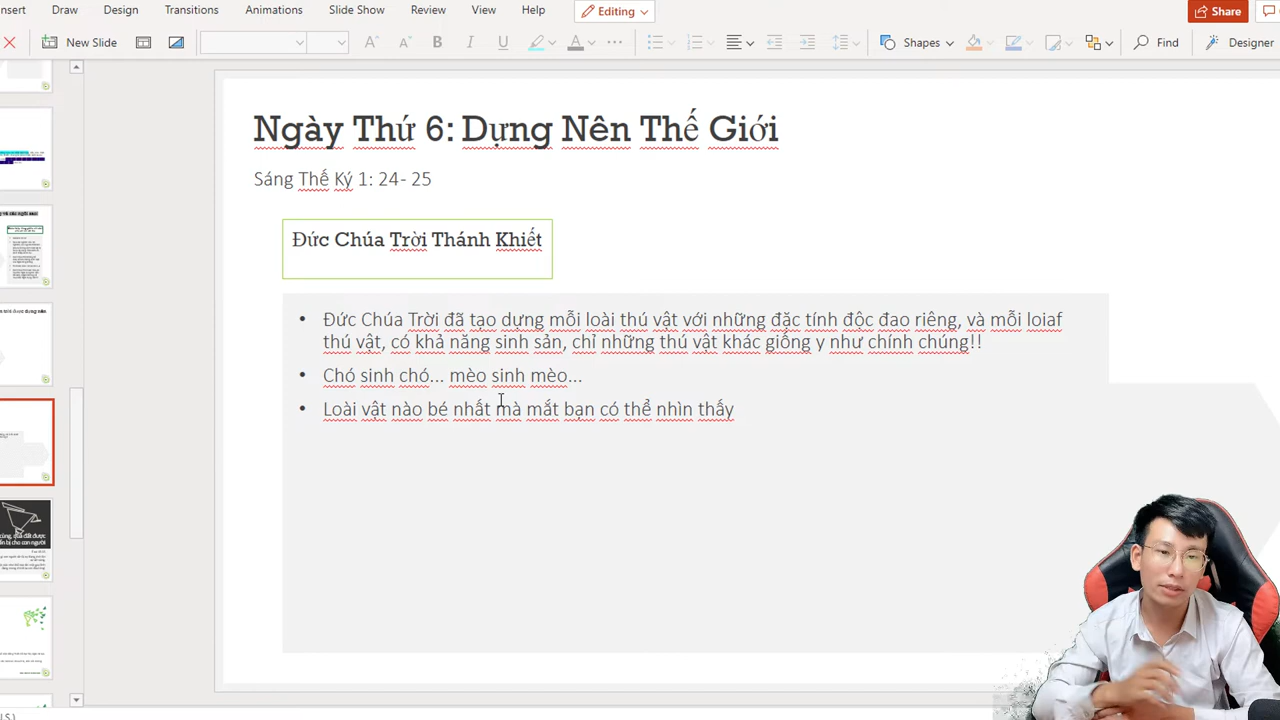 nsert Draw Design Transitions Animations Slide Show Review View Help Editing Share
New Slide A A B I U A Shapes Find Designer
Ngày Thứ 6: Dựng Nên Thế Giới
Sáng Thế Ký 1: 24- 25
Đức Chúa Trời Thánh Khiết
• Đức Chúa Trời đã tạo dựng mỗi loài thú vật với những đặc tính độc đao riêng, và mỗi loiaf
thú vật, có khả năng sinh sản, chỉ những thú vật khác giống y như chính chúng!!
• Chó sinh chó... mèo sinh mèo...
• Loài vật nào bé nhất mà mắt bạn có thể nhìn thấy